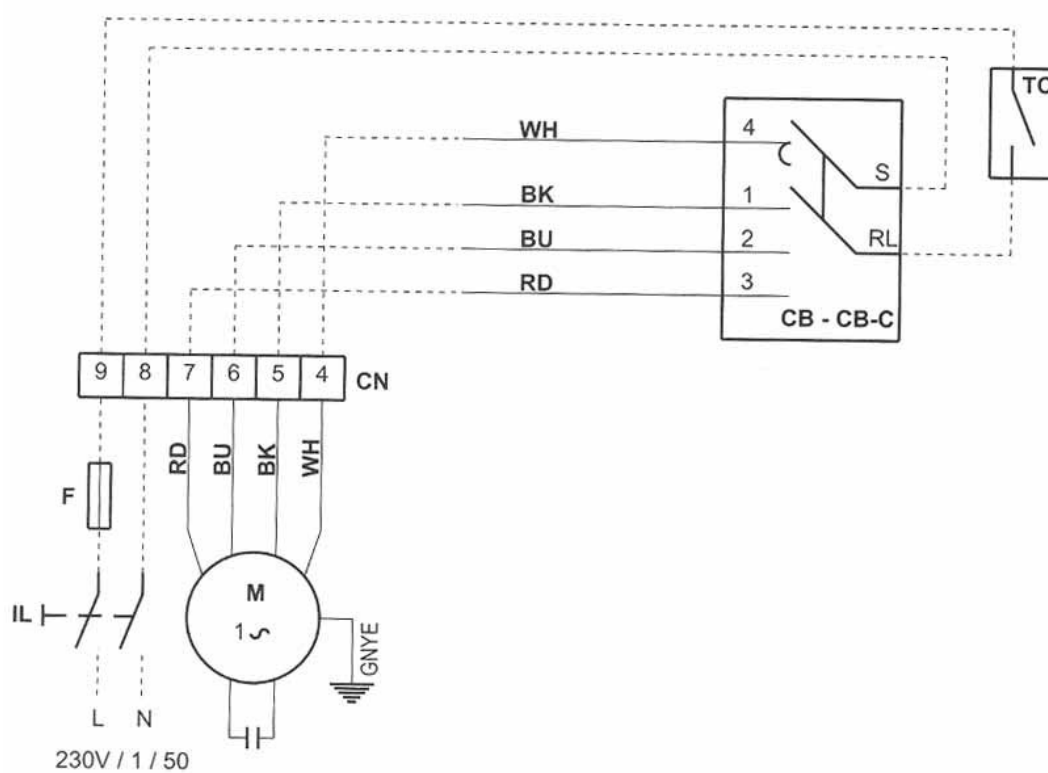 TC
WH
4
S
BK
1
BU
2
RL
RD
3
CB - CB-C
9 8 7 6 5 4 CN
RD BU BK WH
F
M
IL
1
GNYE
L N
230V / 1 / 50